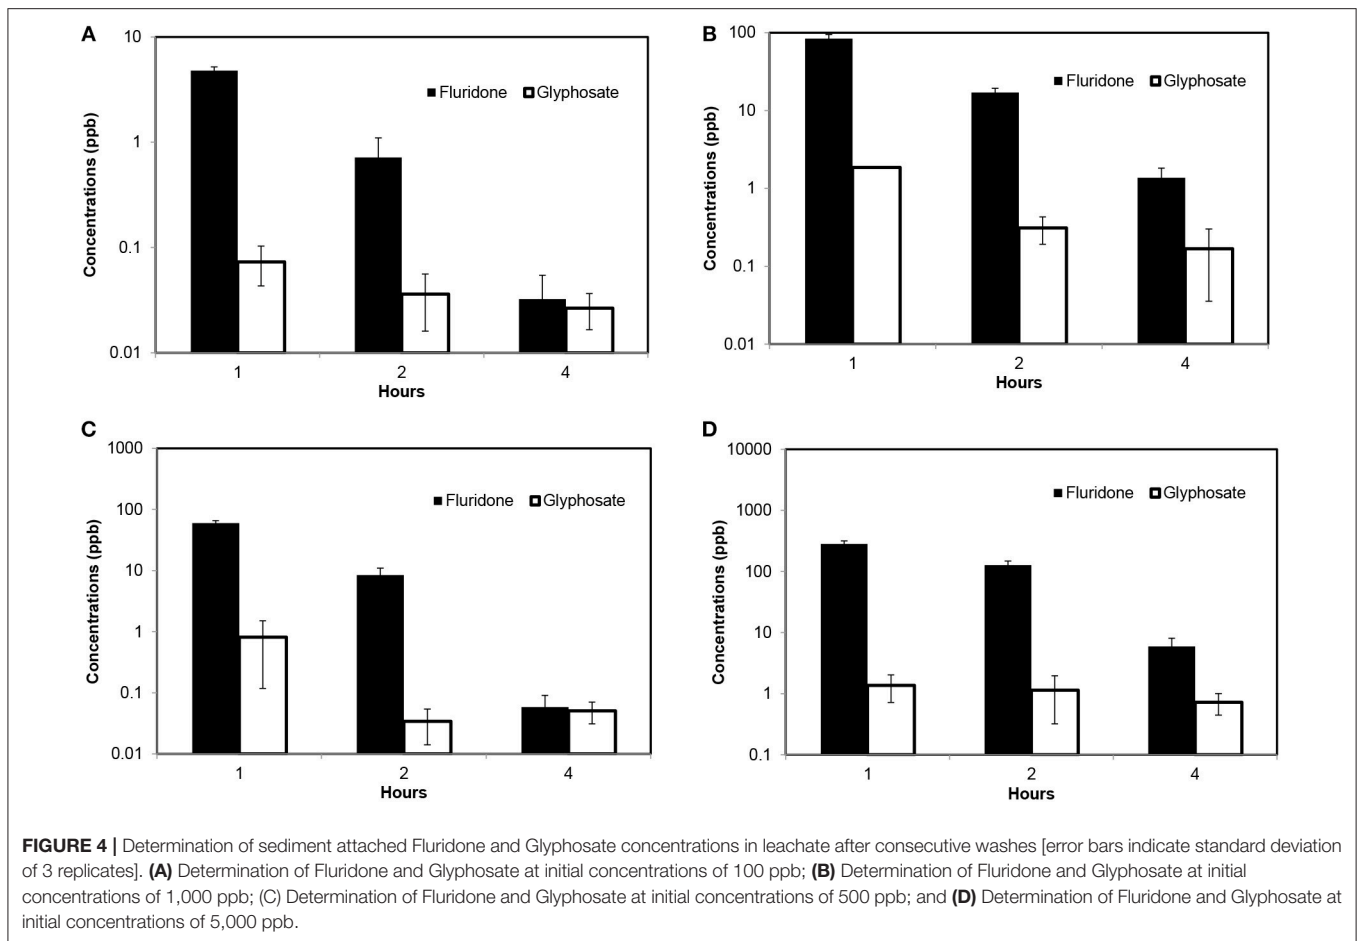 A
10
1
0.1
0.01
Concentrations (ppb)
Fluridone Glyphosate
1 2 4
Hours
B
100
10
1
0.1
0.01
Concentrations (ppb)
Fluridone Glyphosate
1 2 4
Hours
C
1000
100
10
1
0.1
0.01
Concentrations (ppb)
Fluridone Glyphosate
1 2 4
Hours
D
10000
1000
100
10
1
0.1
Concentrations (ppb)
Fluridone Glyphosate
1 2 4
Hours
FIGURE 4 | Determination of sediment attached Fluridone and Glyphosate concentrations in leachate after consecutive washes [error bars indicate standard deviation
of 3 replicates]. (A) Determination of Fluridone and Glyphosate at initial concentrations of 100 ppb; (B) Determination of Fluridone and Glyphosate at initial
concentrations of 1,000 ppb; (C) Determination of Fluridone and Glyphosate at initial concentrations of 500 ppb; and (D) Determination of Fluridone and Glyphosate at
initial concentrations of 5,000 ppb.